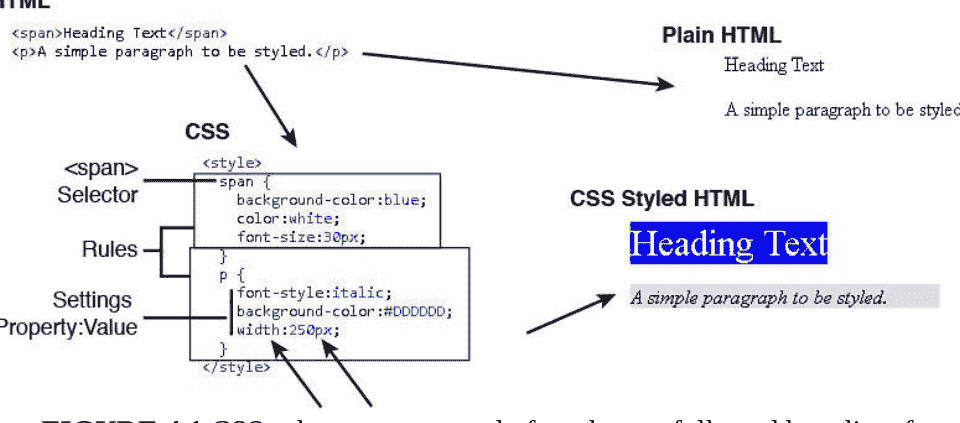 HTML
<span>Heading Text</span>
<p>A simple paragraph to be styled.</p>
Plain HTML
Heading Text
A simple paragraph to be styled
CSS
<span>
Selector
Rules
Settings
Property:Value
<style>
span {
background-color:blue;
color:white;
font-size:30px;
}
p {
font-style:italic;
background-color:#DDDDDD;
width:250px;
}
</style>
CSS Styled HTML
Heading Text
A simple paragraph to be styled.